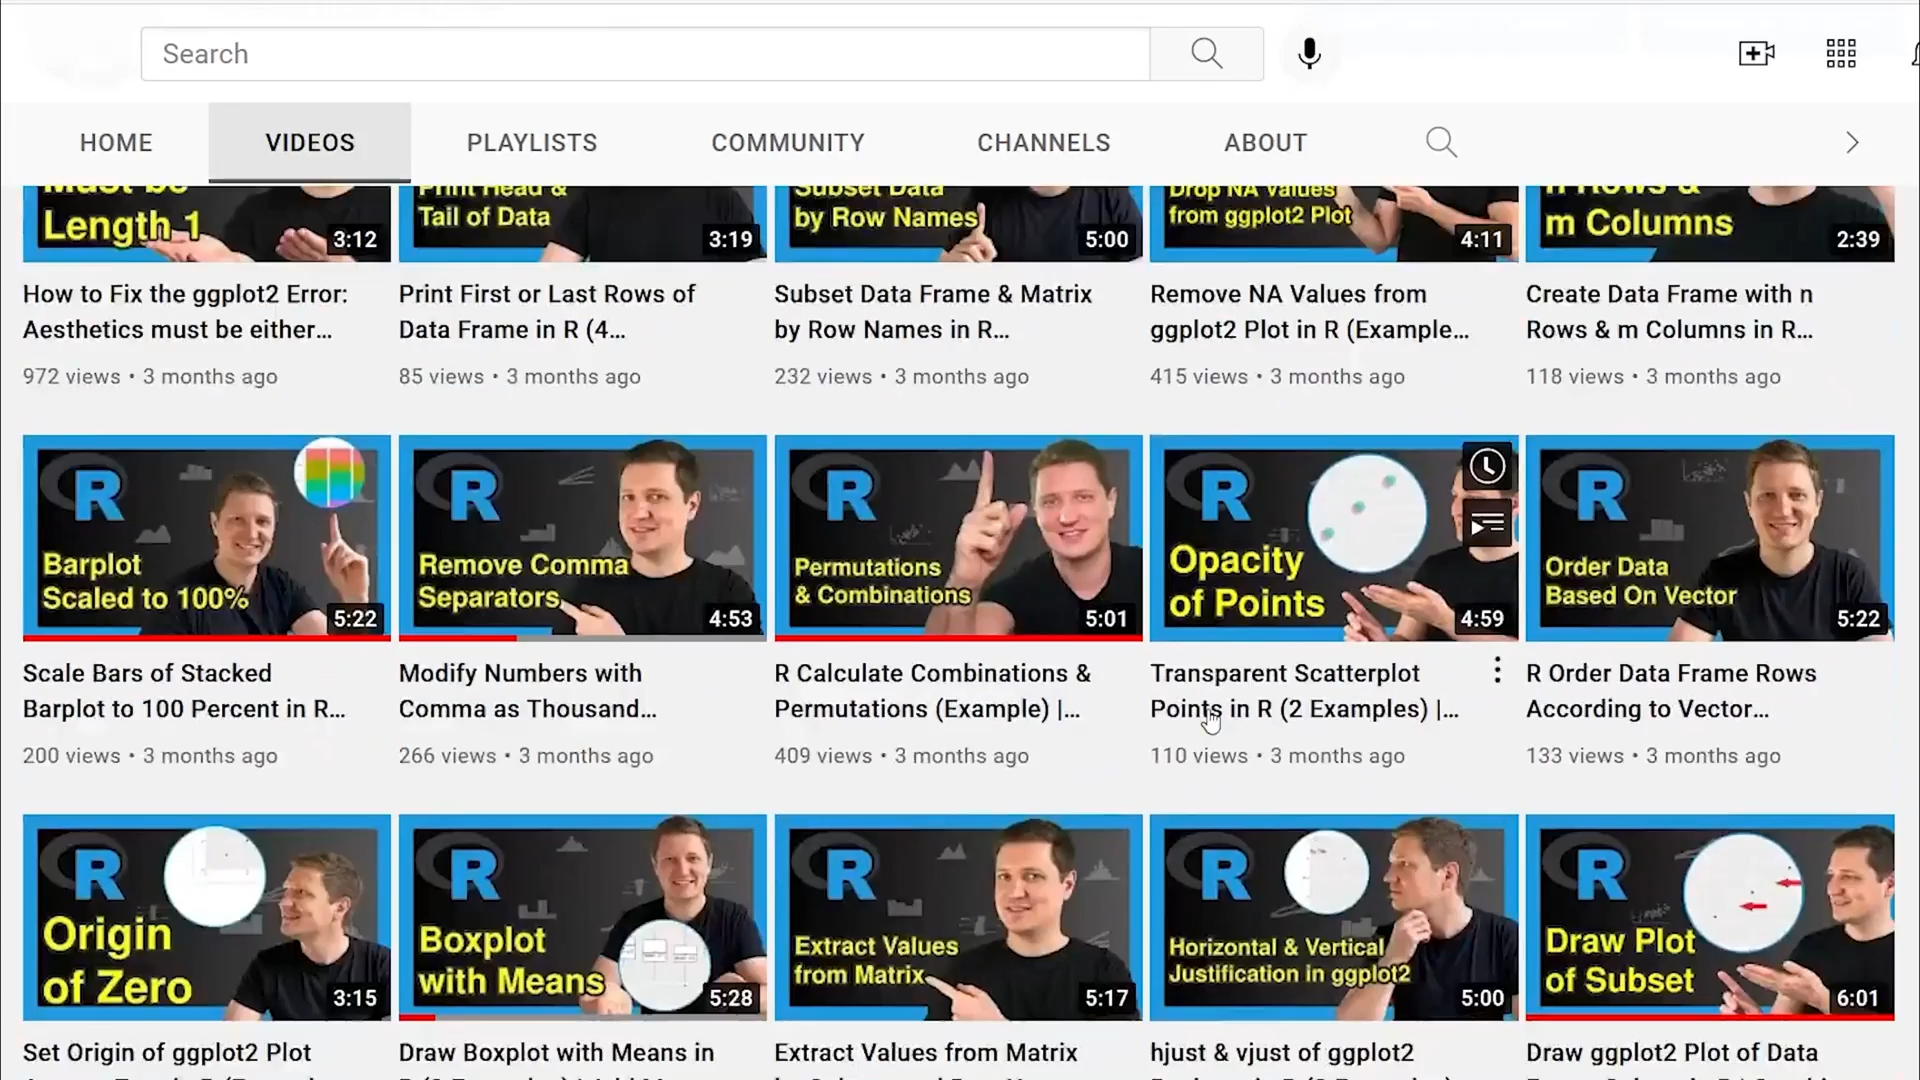 Search
HOME
VIDEOS
PLAYLISTS
COMMUNITY
CHANNELS
ABOUT
Must be
Length 1
3:12
Print Head &
Tail of Data
3:19
Subset Data
by Row Names
5:00
Drop NA Values
from ggplot2 Plot
4:11
n Rows &
m Columns
2:39
How to Fix the ggplot2 Error:
Aesthetics must be either...
972 views • 3 months ago
Print First or Last Rows of
Data Frame in R (4...
85 views • 3 months ago
Subset Data Frame & Matrix
by Row Names in R...
232 views • 3 months ago
Remove NA Values from
ggplot2 Plot in R (Example...
415 views • 3 months ago
Create Data Frame with n
Rows & m Columns in R...
118 views • 3 months ago
R
Barplot
Scaled to 100%
5:22
R
Remove Comma
Separators
4:53
R
Permutations
& Combinations
5:01
R
Opacity
of Points
4:59
R
Order Data
Based On Vector
5:22
Scale Bars of Stacked
Barplot to 100 Percent in R...
200 views • 3 months ago
Modify Numbers with
Comma as Thousand...
266 views • 3 months ago
R Calculate Combinations &
Permutations (Example) |...
409 views • 3 months ago
Transparent Scatterplot
Points in R (2 Examples) |...
110 views • 3 months ago
R Order Data Frame Rows
According to Vector...
133 views • 3 months ago
R
Origin
of Zero
3:15
R
Boxplot
with Means
5:28
R
Extract Values
from Matrix
5:17
R
Horizontal & Vertical
Justification in ggplot2
5:00
R
Draw Plot
of Subset
6:01
Set Origin of ggplot2 Plot
Draw Boxplot with Means in
Extract Values from Matrix
hjust & vjust of ggplot2
Draw ggplot2 Plot of Data